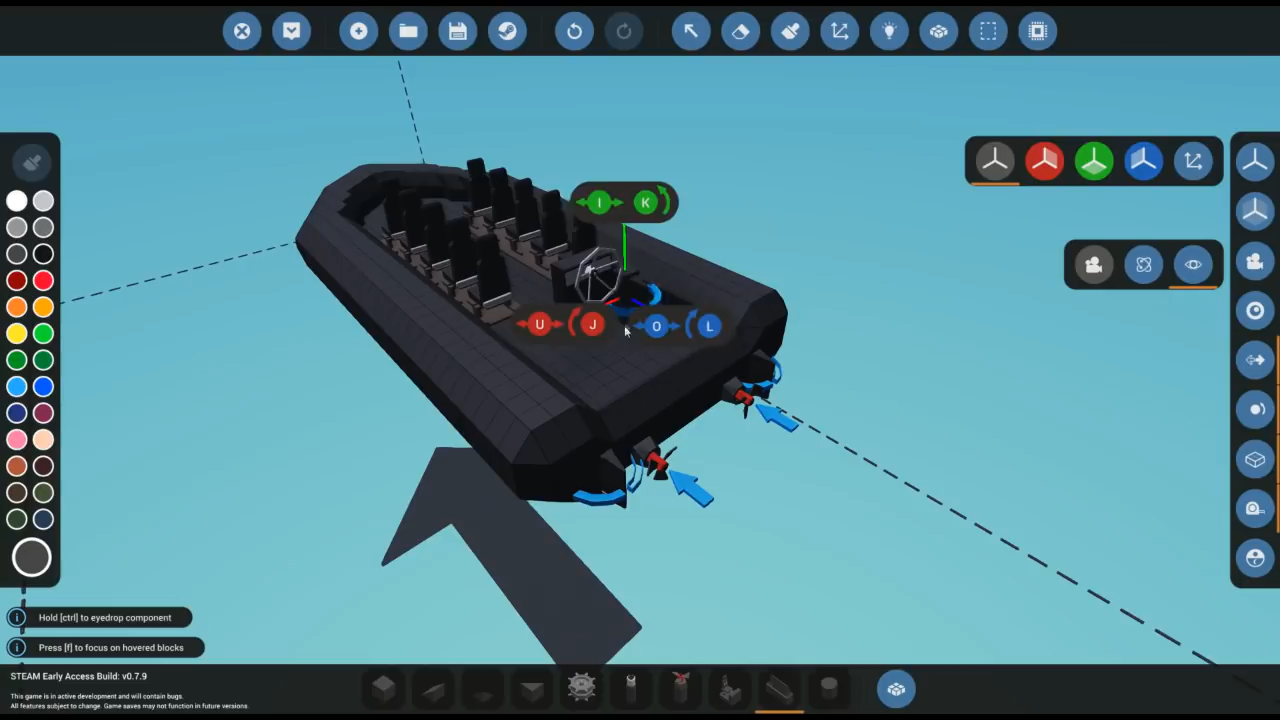 I K
U J O L
Hold [ctrl] to eyedrop component
Press [f] to focus on hovered blocks
STEAM Early Access Build: v0.7.9
This game is in active development and will contain bugs.
All features subject to change. Game saves may not function in future versions.